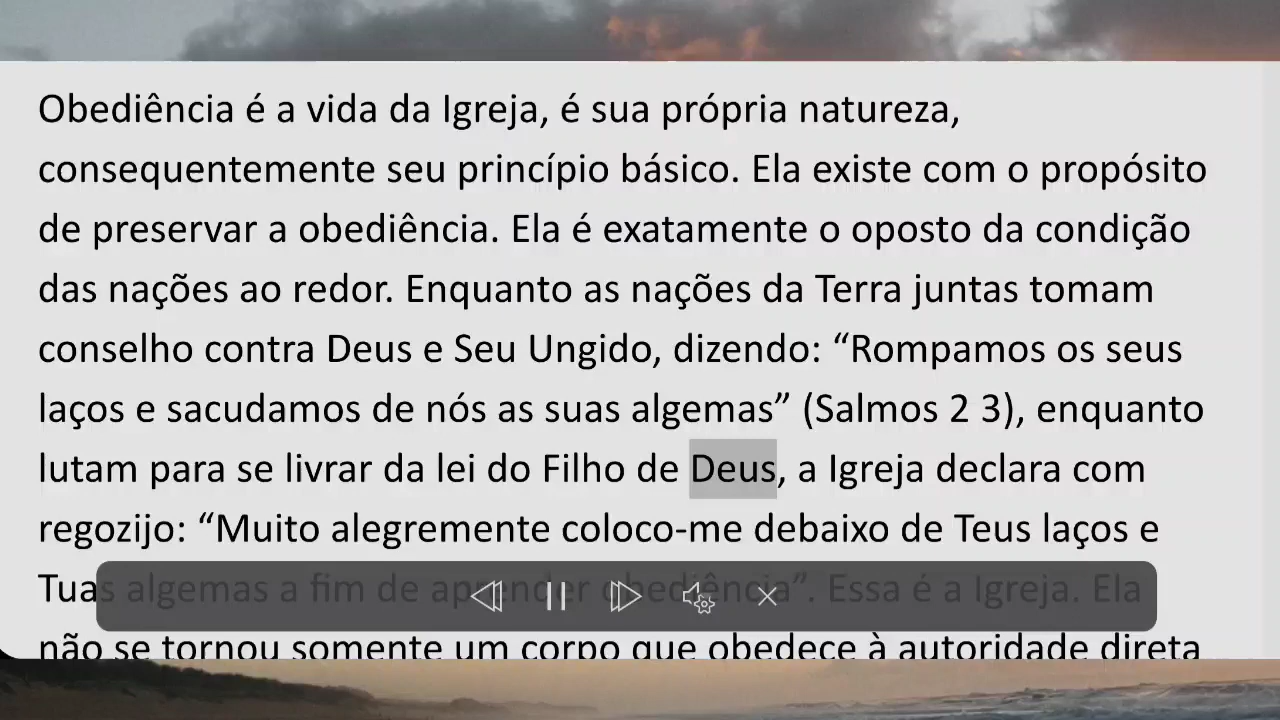 Obediência é a vida da Igreja, é sua própria natureza,
consequentemente seu princípio básico. Ela existe com o propósito
de preservar a obediência. Ela é exatamente o oposto da condição
das nações ao redor. Enquanto as nações da Terra juntas tomam
conselho contra Deus e Seu Ungido, dizendo: “Rompamos os seus
laços e sacudamos de nós as suas algemas” (Salmos 2 3), enquanto
lutam para se livrar da lei do Filho de Deus, a Igreja declara com
regozijo: “Muito alegremente coloco-me debaixo de Teus laços e
Tuas algemas a fim de aprender obediência”. Essa é a Igreja. Ela
não se tornou somente um corpo que obedece à autoridade direta